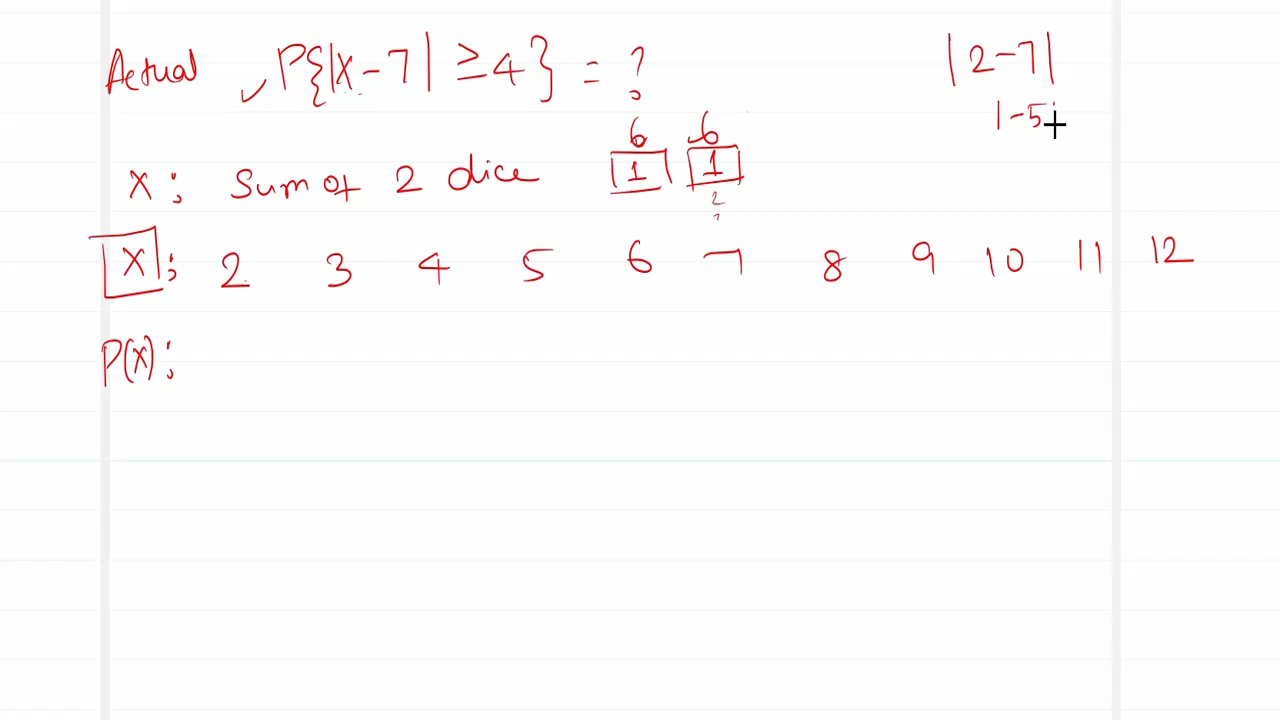 Actual P{|X-7| ≥4} = ?
|2-7|
|-5
6 6
X: Sum of 2 dice 1 1
2
X: 2 3 4 5 6 7 8 9 10 11 12
P(X):